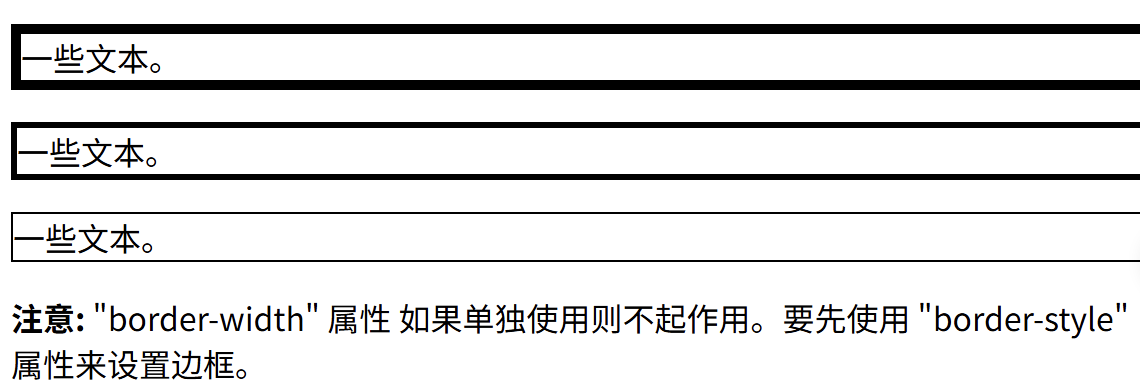 一些文本。
一些文本。
一些文本。
注意: "border-width" 属性 如果单独使用则不起作用。要先使用 "border-style"
属性来设置边框。